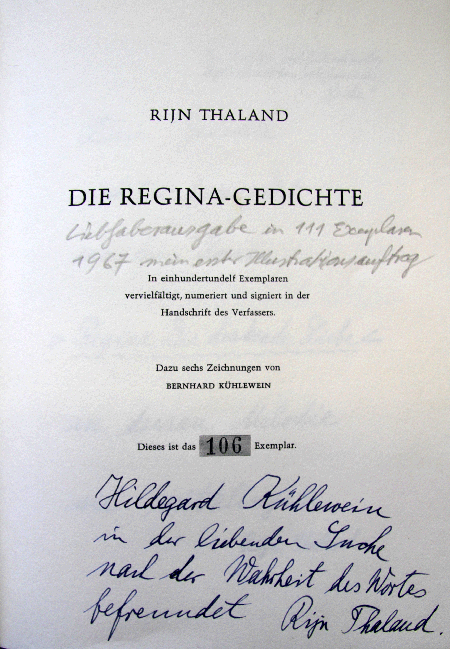 RIJN THALAND
DIE REGINA-GEDICHTE
Liebhaberausgabe in 111 Exemplaren
1967 mein erster Illustrationsauftrag
In einhundertundelf Exemplaren
vervielfältigt, numeriert und signiert in der
Handschrift des Verfassers.
Dazu sechs Zeichnungen von
BERNHARD KÜHLEWEIN
Dieses ist das 106 Exemplar.
Hildegard Kühlewein
in der liebenden Suche
nach der Wahrheit des Wortes
befreundet Rijn Thaland.